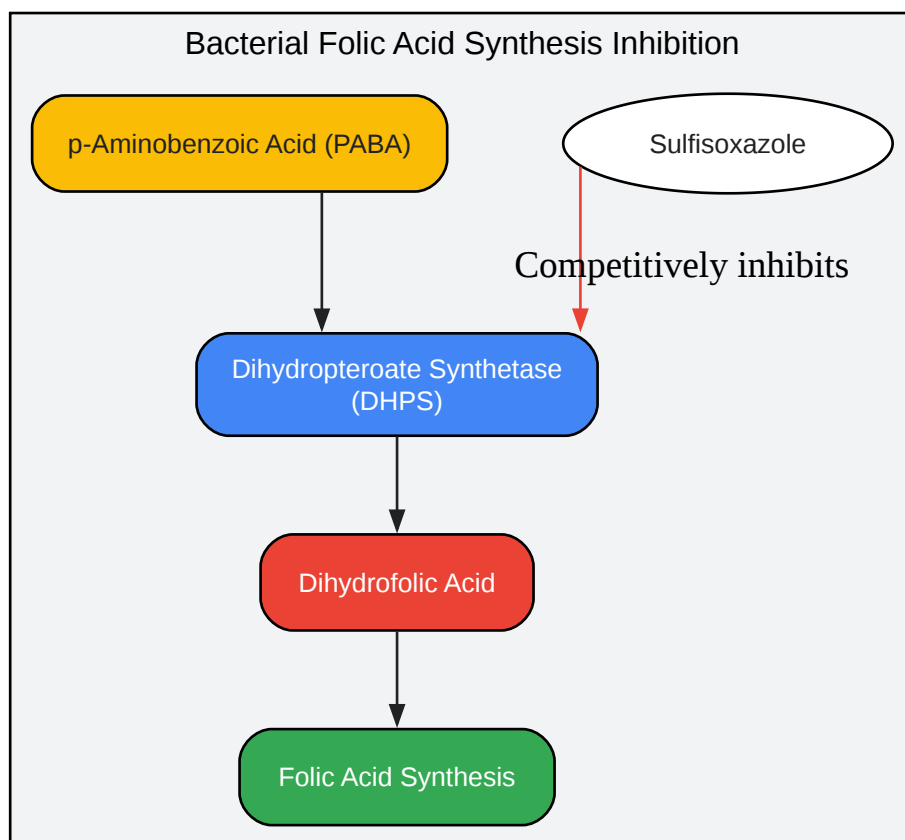 Bacterial Folic Acid Synthesis Inhibition
p-Aminobenzoic Acid (PABA)
Sulfisoxazole
Competitively inhibits
Dihydropteroate Synthetase
(DHPS)
Dihydrofolic Acid
Folic Acid Synthesis